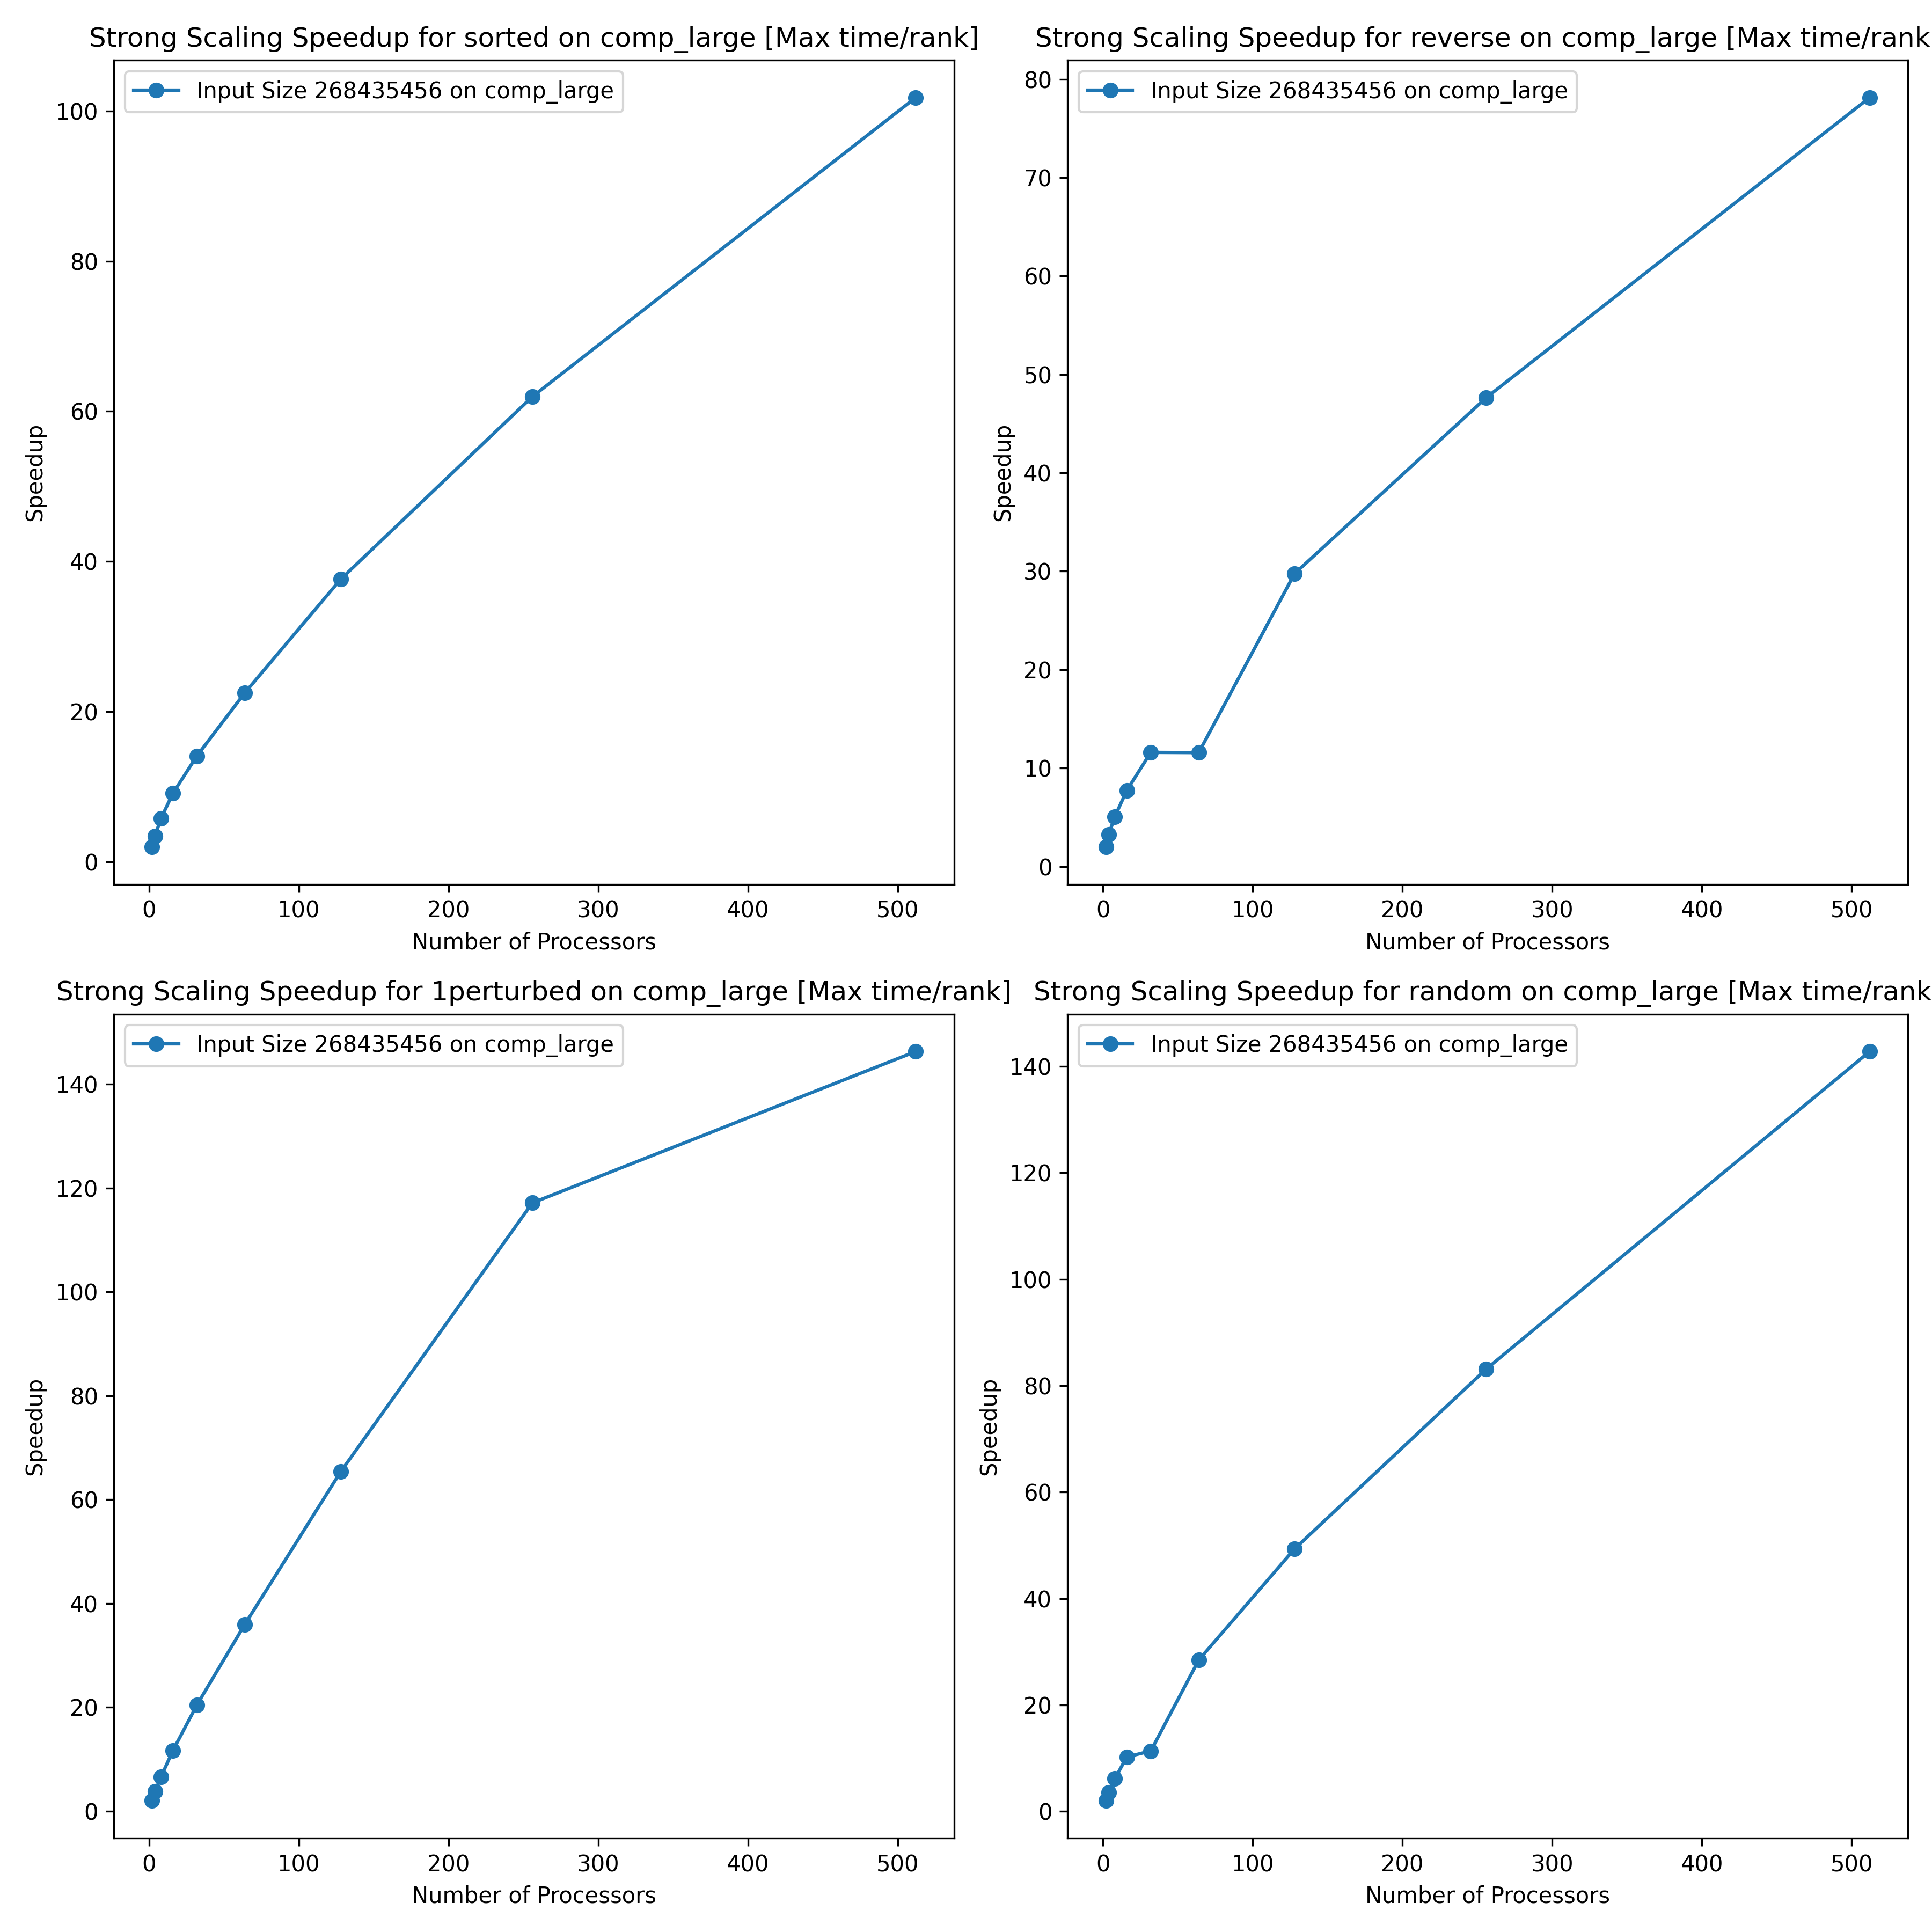 Strong Scaling Speedup for sorted on comp_large [Max time/rank]
Input Size 268435456 on comp_large
100
80
60
40
20
0
Speedup
0 100 200 300 400 500
Number of Processors
Strong Scaling Speedup for reverse on comp_large [Max time/rank
Input Size 268435456 on comp_large
80
70
60
50
40
30
20
10
0
Speedup
0 100 200 300 400 500
Number of Processors
Strong Scaling Speedup for 1perturbed on comp_large [Max time/rank]
Input Size 268435456 on comp_large
140
120
100
80
60
40
20
0
Speedup
0 100 200 300 400 500
Number of Processors
Strong Scaling Speedup for random on comp_large [Max time/rank
Input Size 268435456 on comp_large
140
120
100
80
60
40
20
0
Speedup
0 100 200 300 400 500
Number of Processors